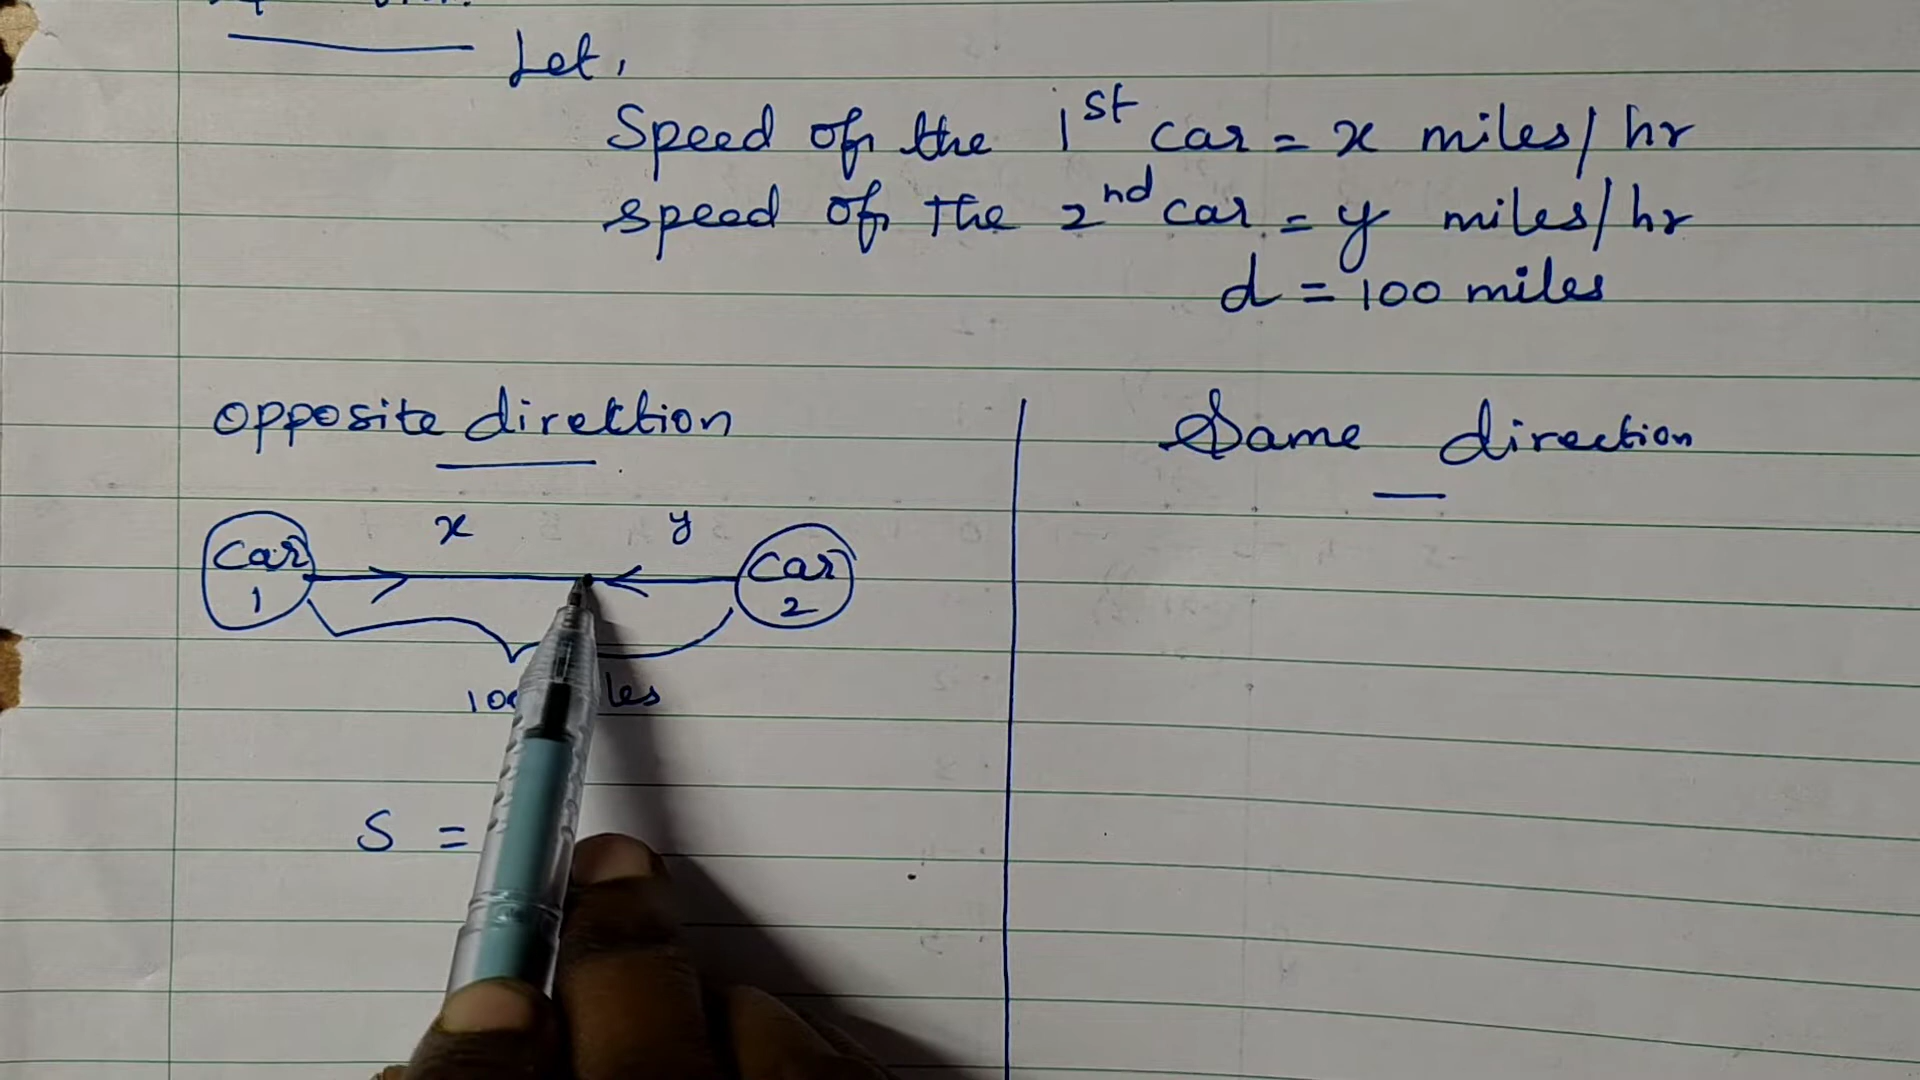 Let,
Speed of the 1st car = x miles/hr
speed of the 2nd car = y miles/hr
d = 100 miles
opposite direction
Same direction
x y
Car 1
Car 2
S =